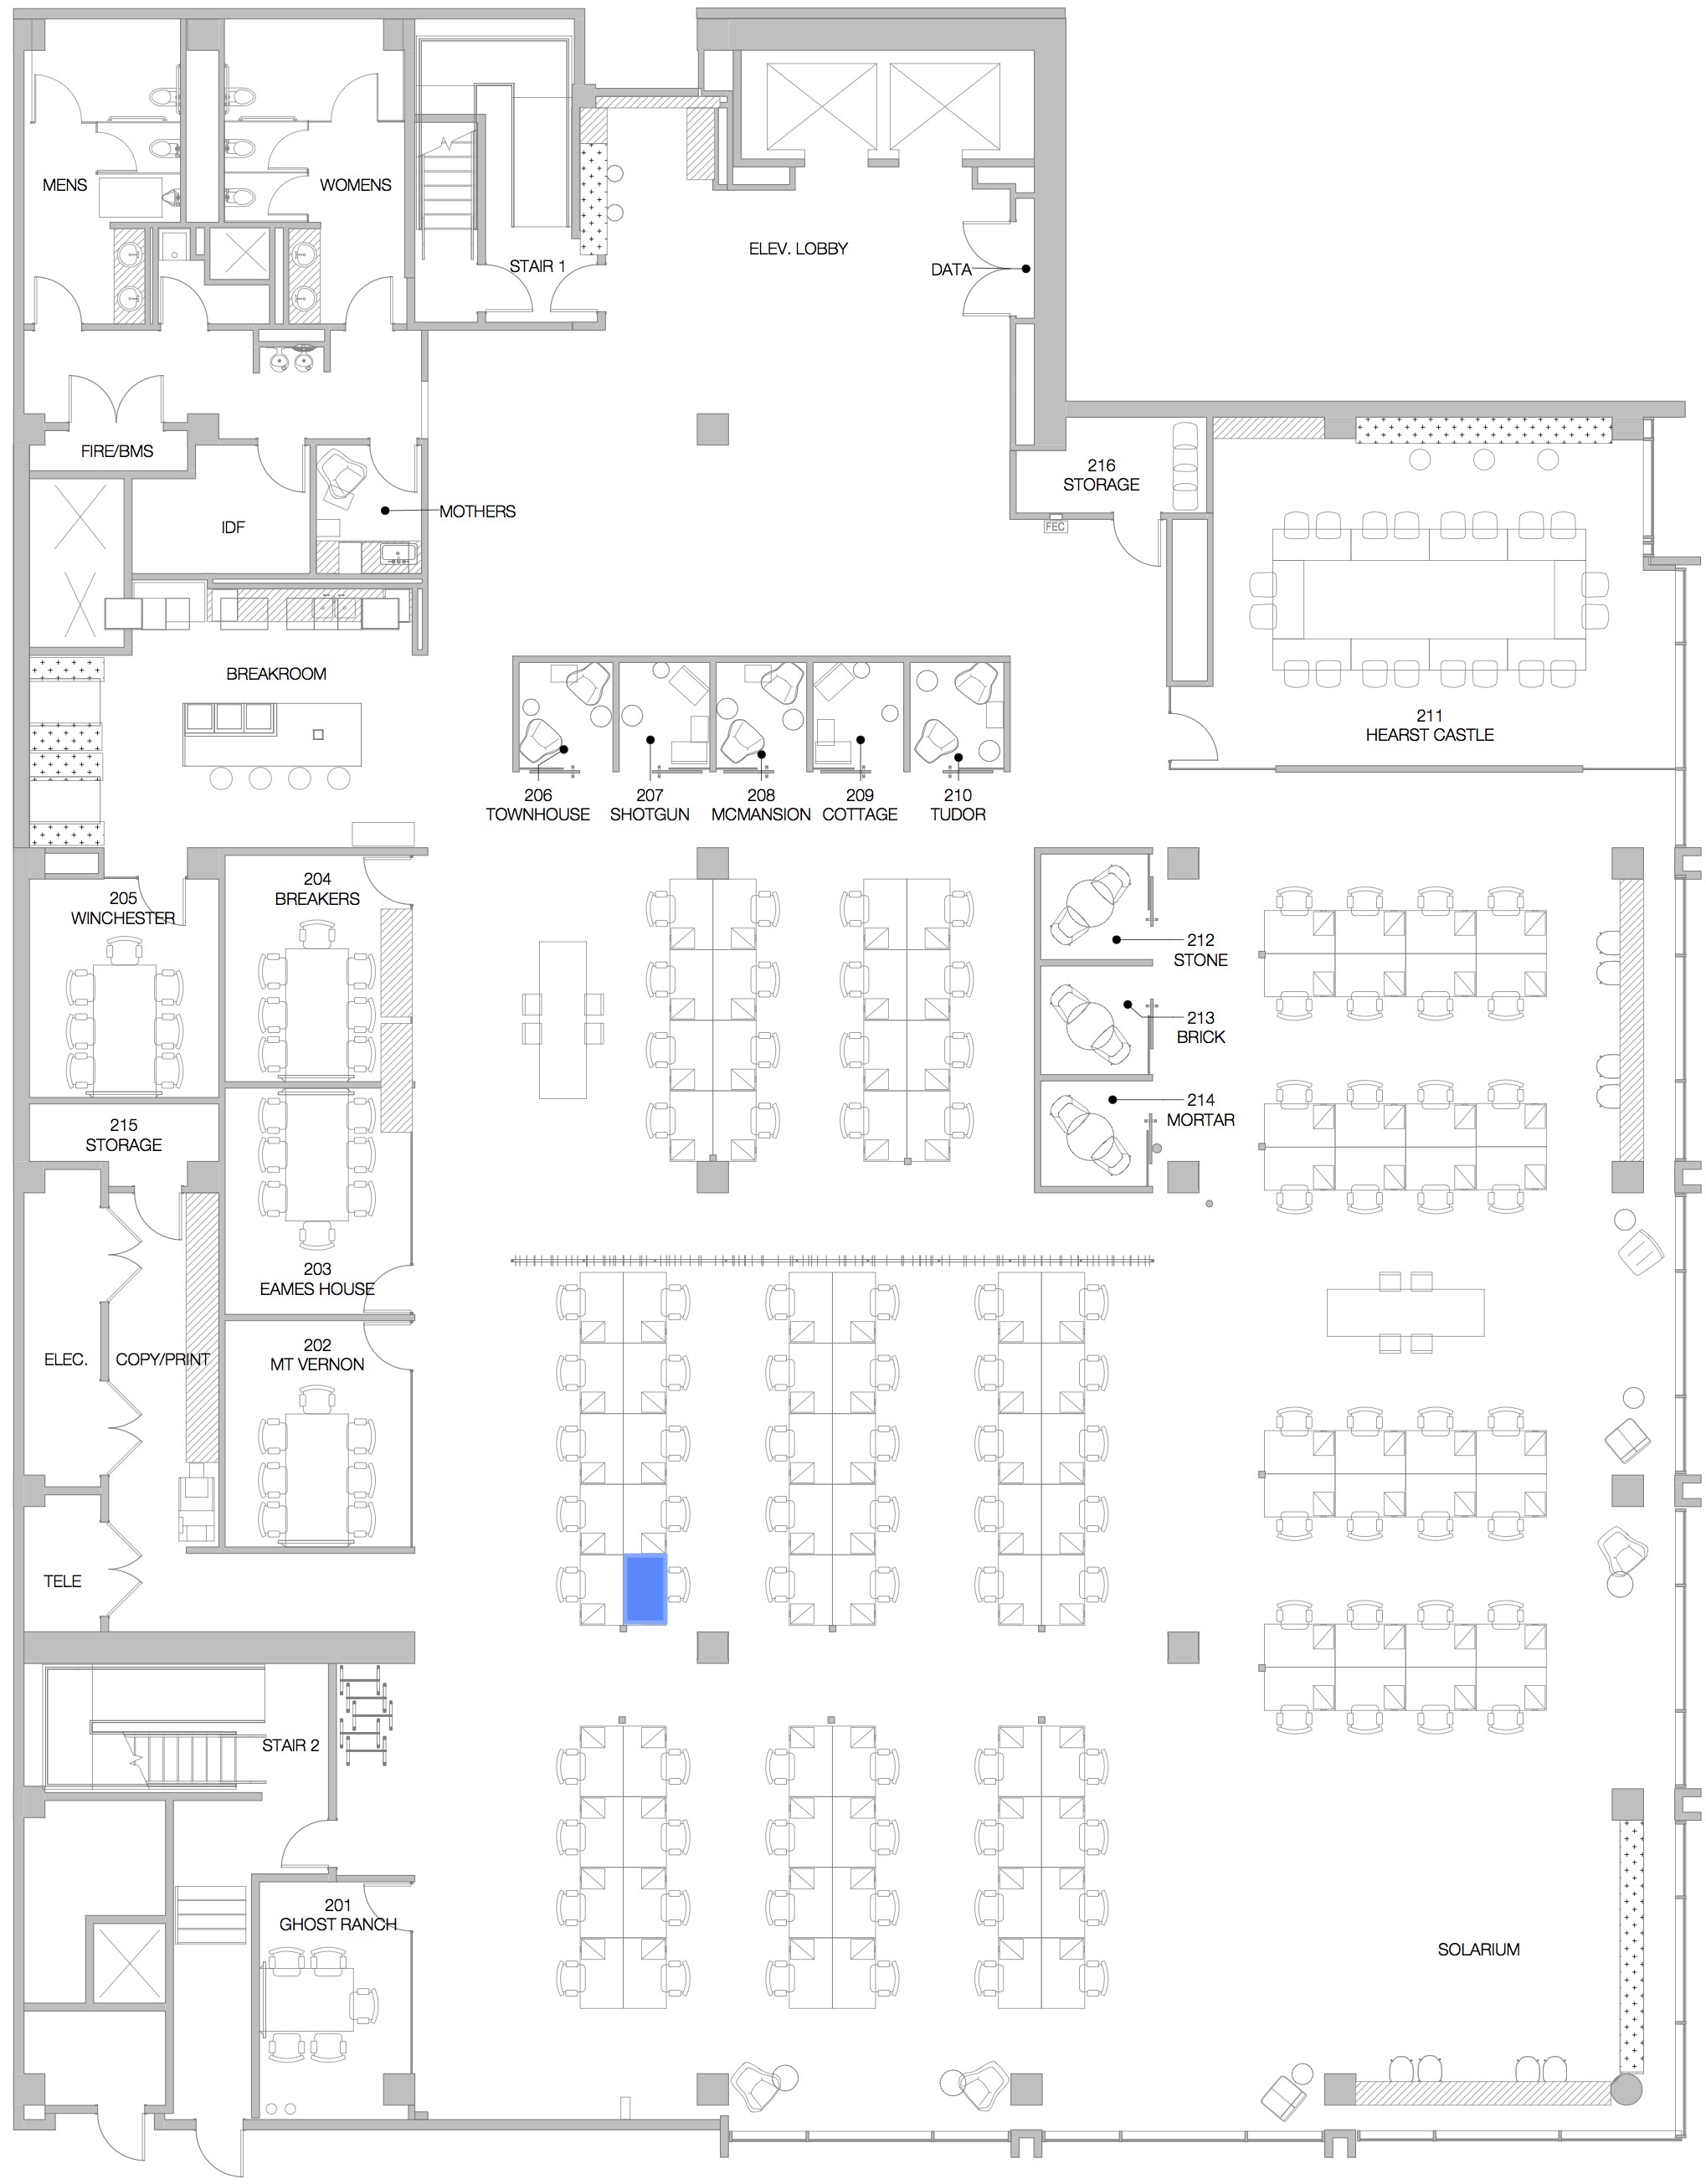 MENS
WOMENS
STAIR 1
ELEV. LOBBY
DATA
FIRE/BMS
IDF
MOTHERS
216
STORAGE
FEC
BREAKROOM
211
HEARST CASTLE
206
TOWNHOUSE
207
SHOTGUN
208
MCMANSION
209
COTTAGE
210
TUDOR
205
WINCHESTER
204
BREAKERS
212
STONE
213
BRICK
214
MORTAR
215
STORAGE
203
EAMES HOUSE
202
MT VERNON
ELEC.
COPY/PRINT
TELE
STAIR 2
201
GHOST RANCH
SOLARIUM